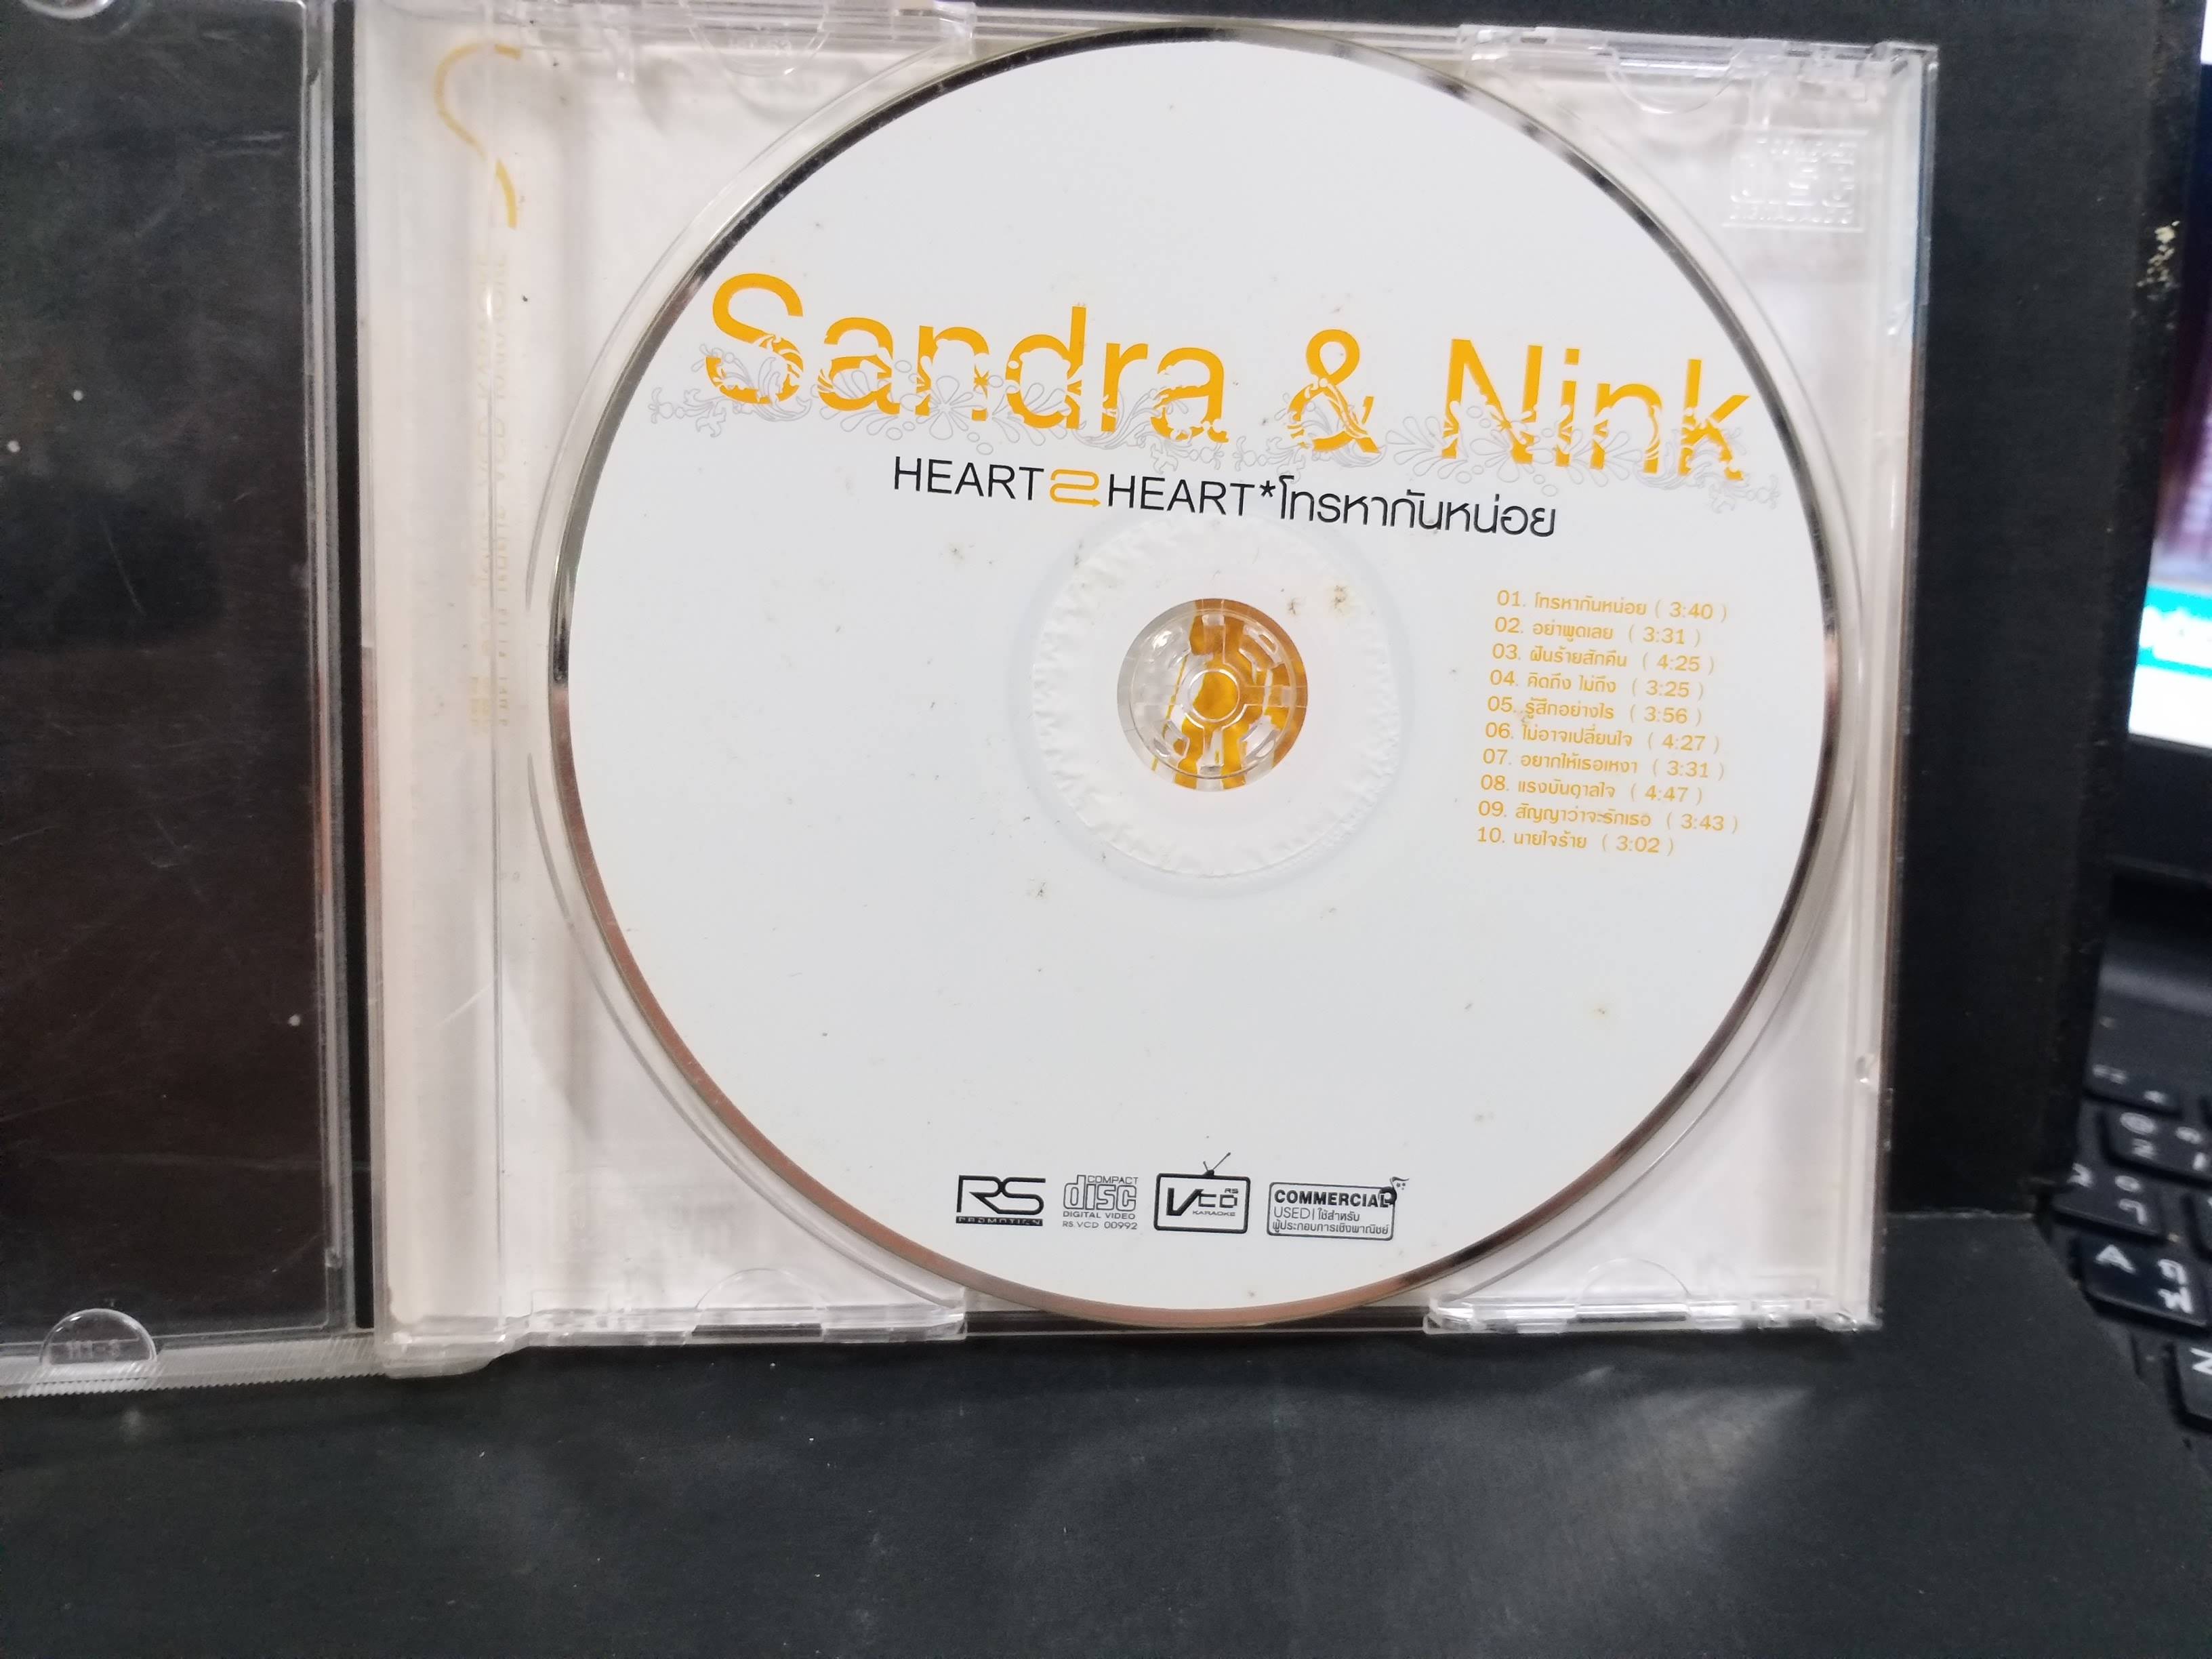 Sandra & Nink
HEART2HEART*โทรหากันหน่อย
01. โทรหากันหน่อย ( 3:40 )
02. อย่าพูดเลย ( 3:31 )
03. ฝันร้ายสักคืน ( 4:25 )
04. คิดถึง ไม่ถึง ( 3:25 )
05. รู้สึกอย่างไร ( 3:56 )
06. ไม่อาจเปลี่ยนใจ ( 4:27 )
07. อยากให้เธอเหงา ( 3:31 )
08. แรงบันดาลใจ ( 4:47 )
09. สัญญาว่าจะรักเธอ ( 3:43 )
10. นายใจร้าย ( 3:02 )
RS
PROMOTION
COMPACT
disc
DIGITAL VIDEO
RS.VCD 00992
RS
VCD
KARAOKE
COMMERCIAL
USED | ใช้สำหรับ
ผู้ประกอบการเชิงพาณิชย์